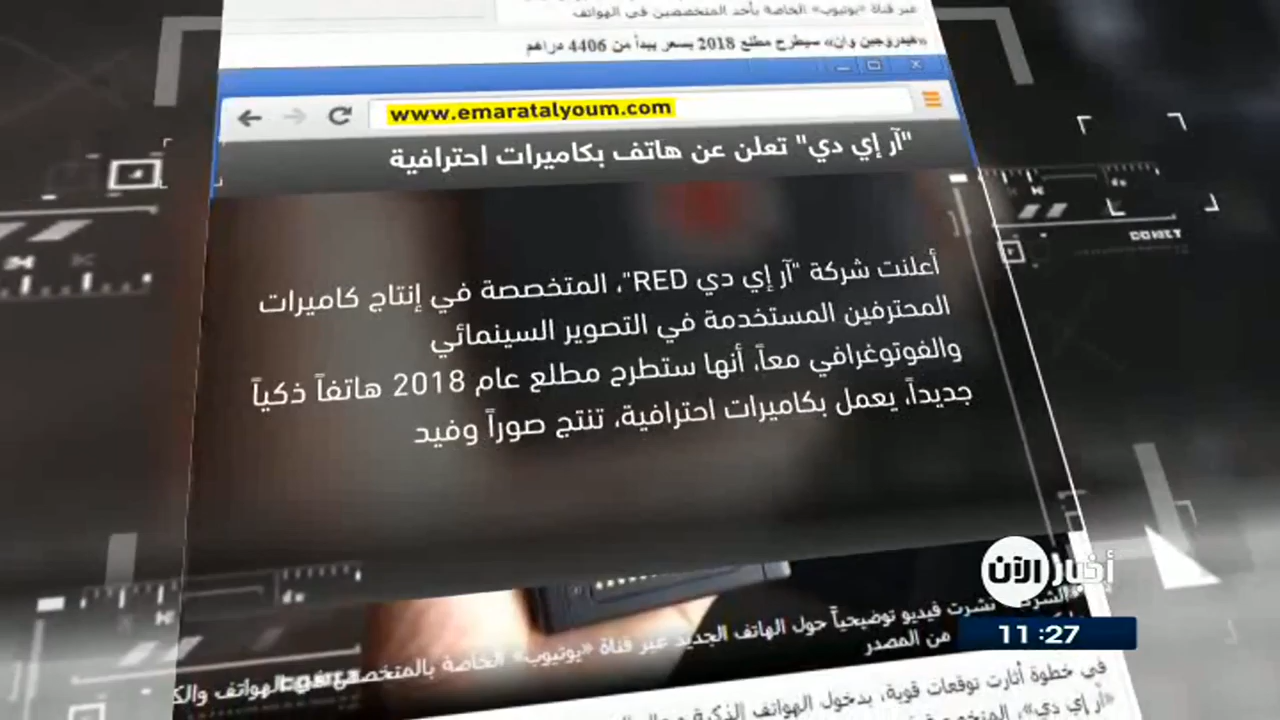 عبر قناة «يوتيوب» الخاصة بأحد المتخصصين في الهواتف
«هيدروجين وان» سيطرح مطلع 2018 بسعر يبدأ من 4406 دراهم
www.emaratalyoum.com
"آر إي دي" تعلن عن هاتف بكاميرات احترافية
أعلنت شركة "آر إي دي RED"، المتخصصة في إنتاج كاميرات
المحترفين المستخدمة في التصوير السينمائي
والفوتوغرافي معاً، أنها ستطرح مطلع عام 2018 هاتفاً ذكياً
جديداً، يعمل بكاميرات احترافية، تنتج صوراً وفيد
أخبار الآن
11:27
نشرت فيديو توضيحياً حول الهاتف الجديد عبر قناة «يوتيوب» الخاصة بالمتخصص في الهواتف
من المصدر
في خطوة أثارت توقعات قوية، بدخول الهواتف الذكية
«آر إي دي»،
COMET